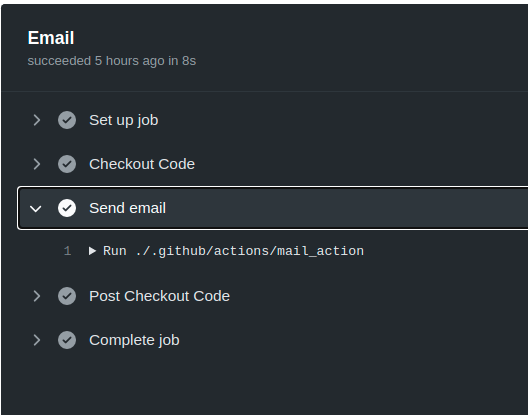 Email
succeeded 5 hours ago in 8s
Set up job
Checkout Code
Send email
1 Run ./.github/actions/mail_action
Post Checkout Code
Complete job